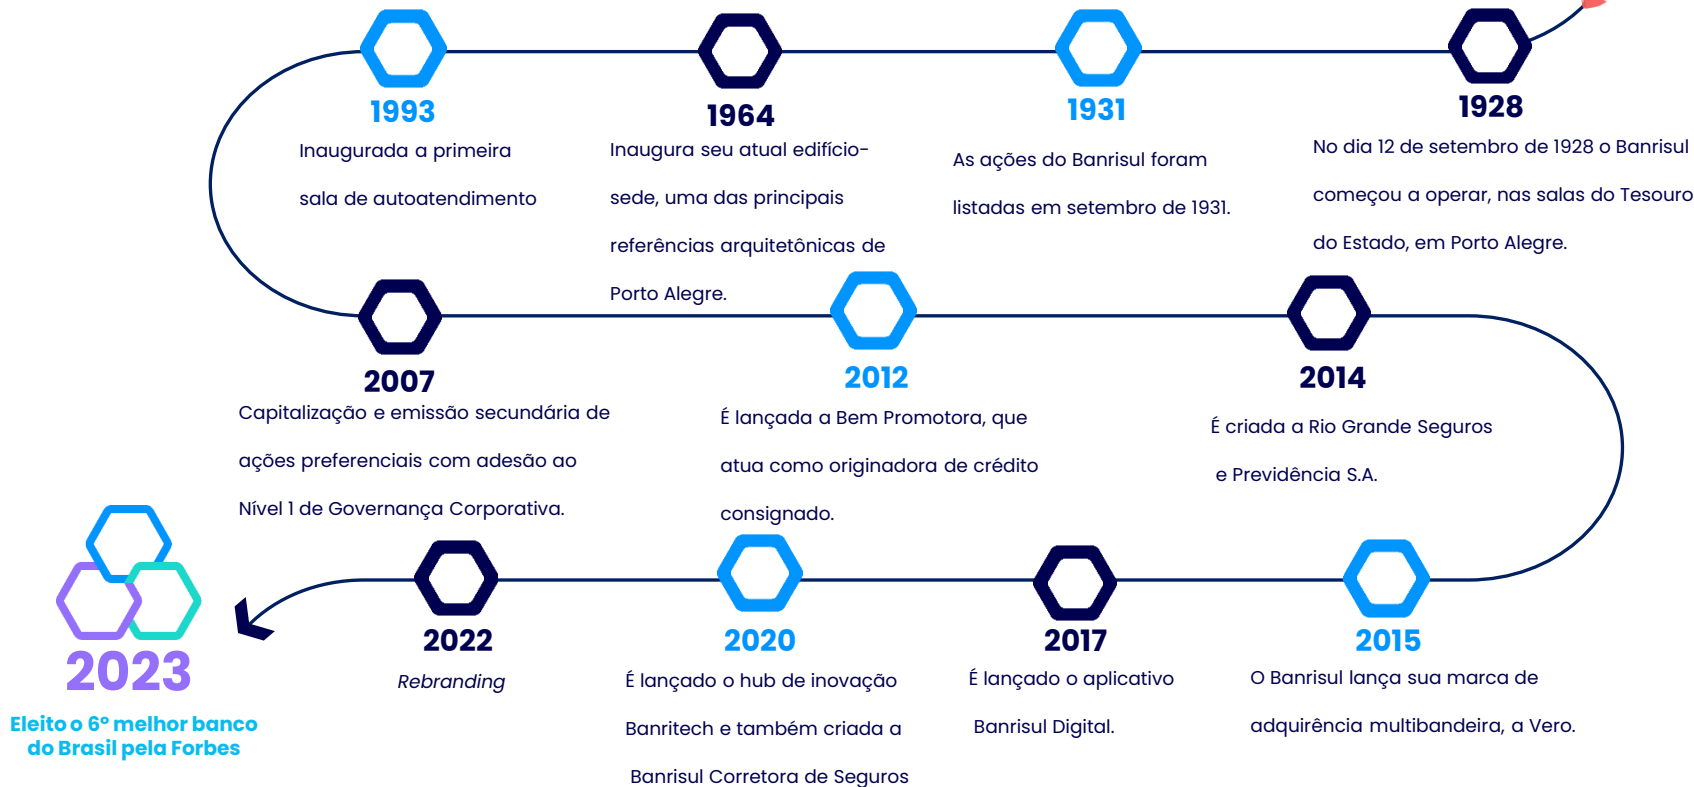 1993
Inaugurada a primeira
sala de autoatendimento
1964
Inaugura seu atual edifício-
sede, uma das principais
referências arquitetônicas de
Porto Alegre.
1931
As ações do Banrisul foram
listadas em setembro de 1931.
1928
No dia 12 de setembro de 1928 o Banrisul
começou a operar, nas salas do Tesouro
do Estado, em Porto Alegre.
2007
Capitalização e emissão secundária de
ações preferenciais com adesão ao
Nível 1 de Governança Corporativa.
2012
É lançada a Bem Promotora, que
atua como originadora de crédito
consignado.
2014
É criada a Rio Grande Seguros
e Previdência S.A.
2023
Eleito o 6º melhor banco
do Brasil pela Forbes
2022
Rebranding
2020
É lançado o hub de inovação
Banritech e também criada a
Banrisul Corretora de Seguros
2017
É lançado o aplicativo
Banrisul Digital.
2015
O Banrisul lança sua marca de
adquirência multibandeira, a Vero.